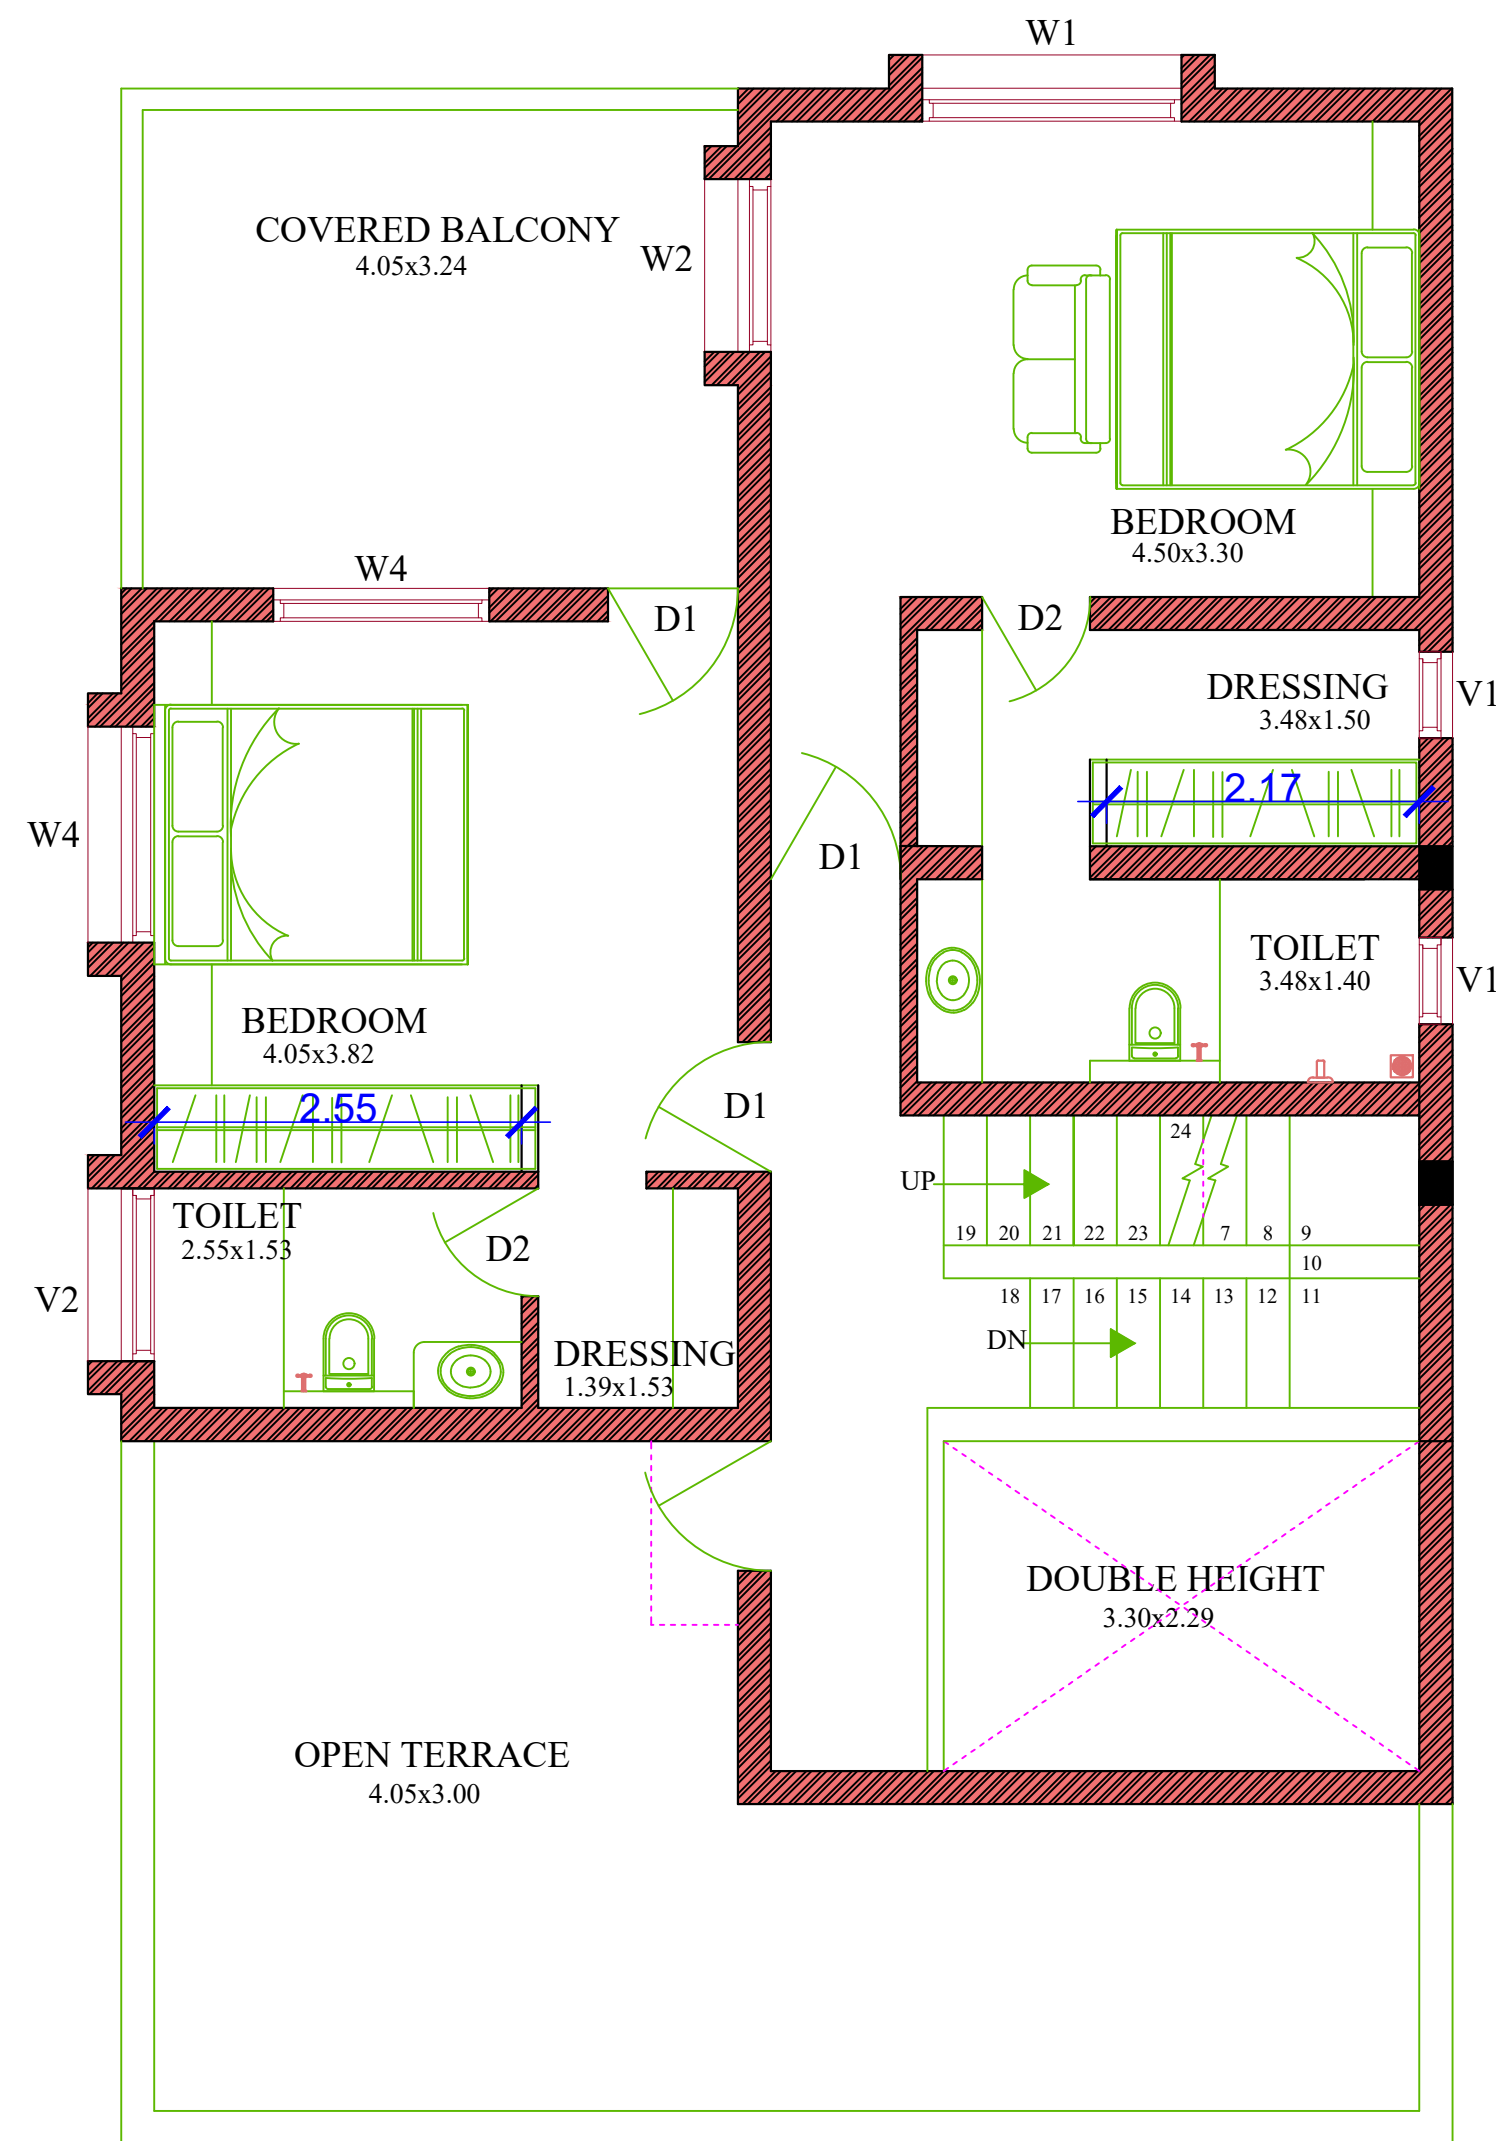 W1
COVERED BALCONY
4.05x3.24
W2
BEDROOM
4.50x3.30
W4
D1
D2
DRESSING
3.48x1.50
V1
2.17
W4
D1
TOILET
3.48x1.40
V1
BEDROOM
4.05x3.82
2.55
D1
24
UP
19 20 21 22 23 7 8 9
10
18 17 16 15 14 13 12 11
DN
TOILET
2.55x1.53
D2
V2
DRESSING
1.39x1.53
DOUBLE HEIGHT
3.30x2.29
OPEN TERRACE
4.05x3.00